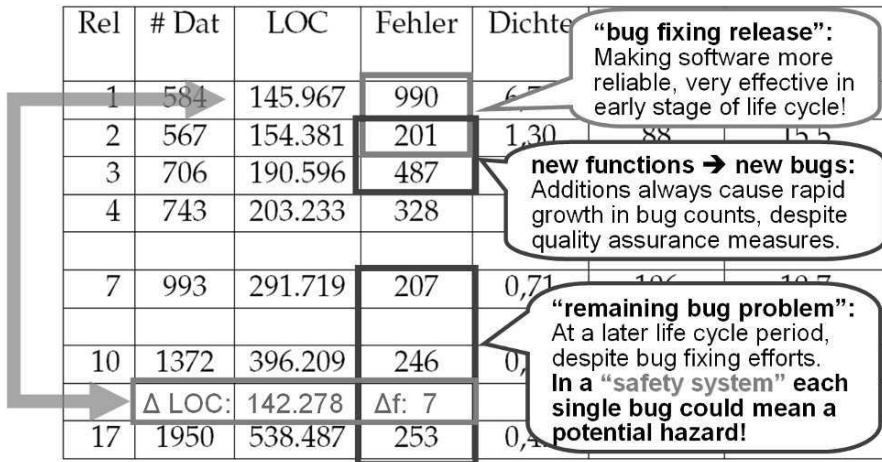 Rel # Dat LOC Fehler Dichte
"bug fixing release":
Making software more
reliable, very effective in
early stage of life cycle!
1 584 145.967 990
2 567 154.381 201 1,30 88 15,5
3 706 190.596 487
new functions ➔ new bugs:
Additions always cause rapid
growth in bug counts, despite
quality assurance measures.
4 743 203.233 328
7 993 291.719 207 0,71
"remaining bug problem":
At a later life cycle period,
despite bug fixing efforts.
In a "safety system" each
single bug could mean a
potential hazard!
10 1372 396.209 246
Δ LOC: 142.278 Δf: 7
17 1950 538.487 253